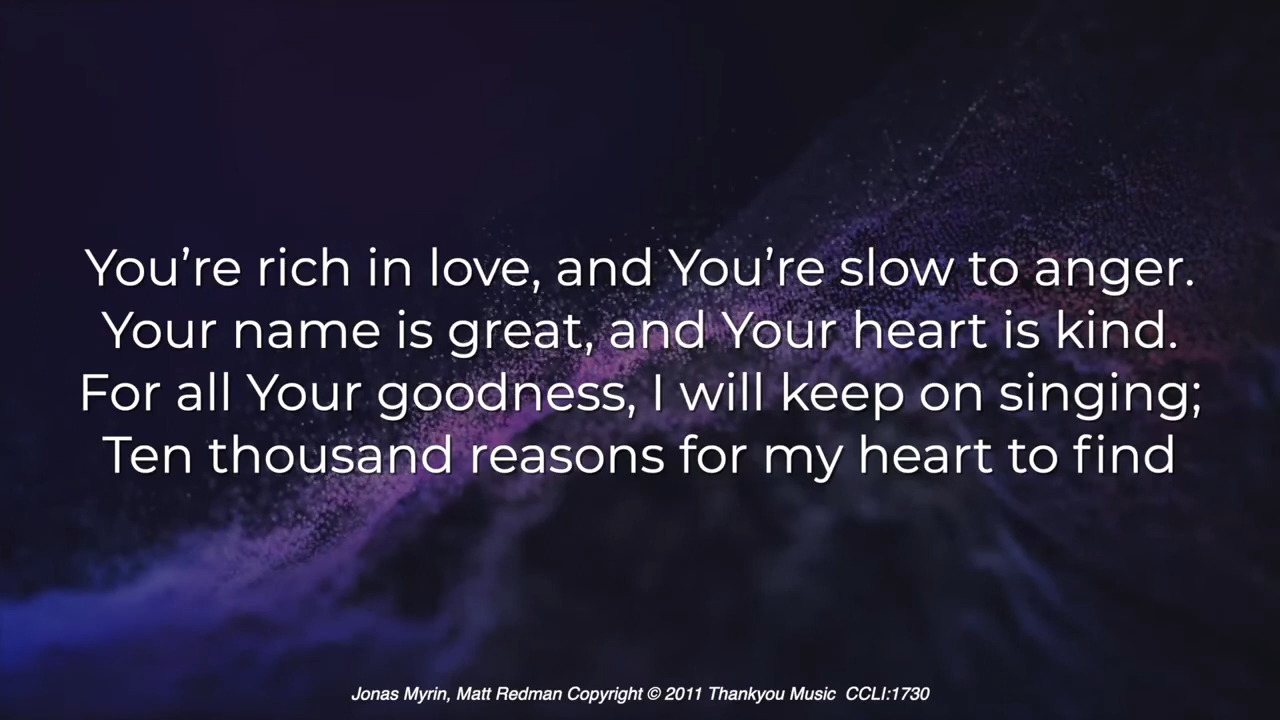 You’re rich in love, and You’re slow to anger.
Your name is great, and Your heart is kind.
For all Your goodness, I will keep on singing;
Ten thousand reasons for my heart to find
Jonas Myrin, Matt Redman Copyright © 2011 Thankyou Music  CCLI:1730